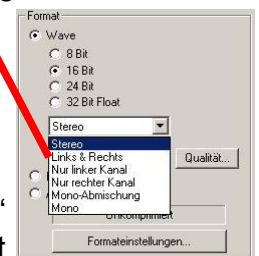 Format
Wave
8 Bit
16 Bit
24 Bit
32 Bit Float
Stereo
Stereo
Links & Rechts
Qualität...
Nur linker Kanal
Nur rechter Kanal
Mono-Abmischung
Mono
Unkomprimiert
Formateinstellungen...